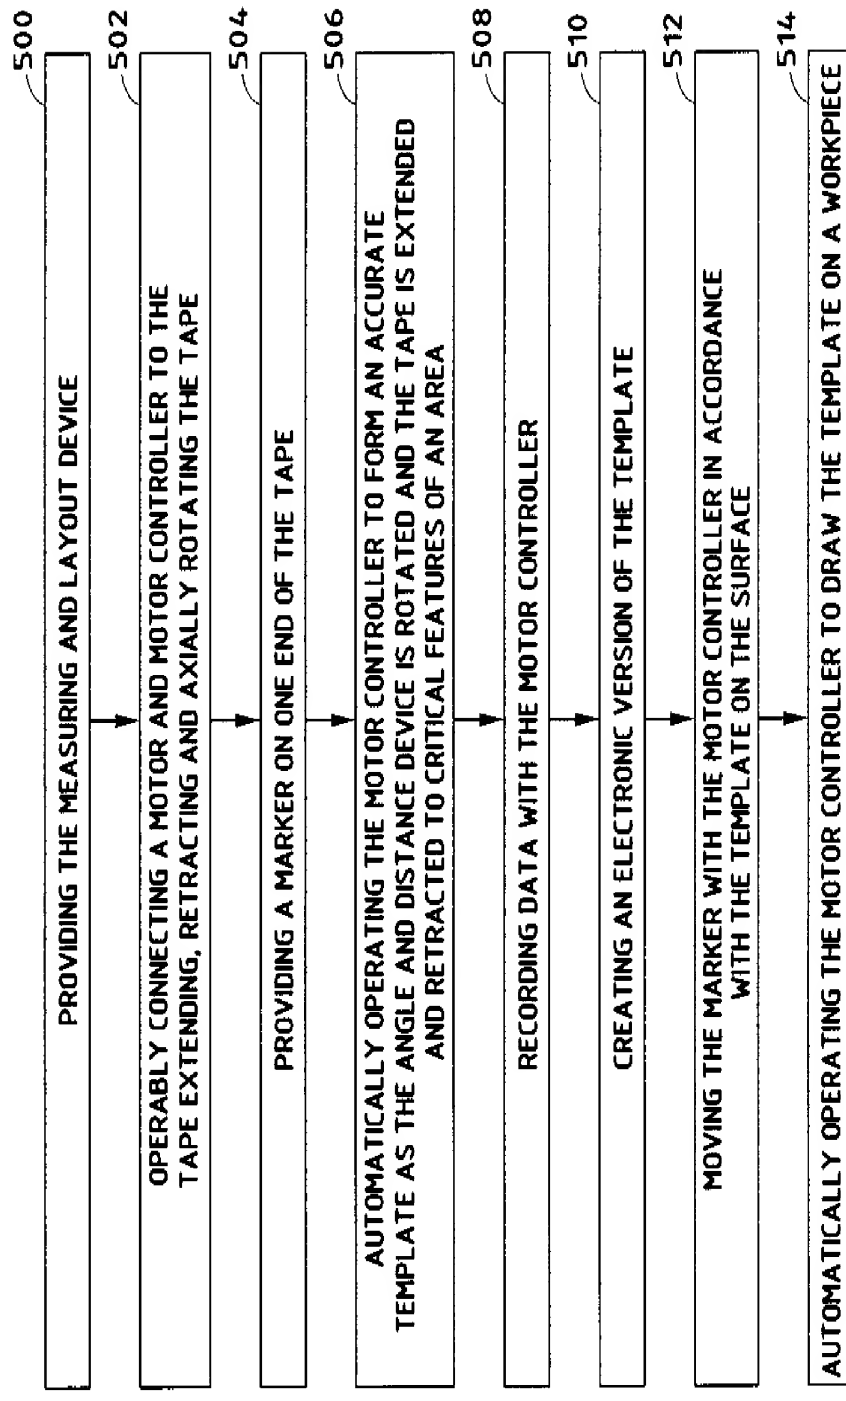 500
PROVIDING THE MEASURING AND LAYOUT DEVICE
502
OPERABLY CONNECTING A MOTOR AND MOTOR CONTROLLER TO THE
TAPE EXTENDING, RETRACTING AND AXIALLY ROTATING THE TAPE
504
PROVIDING A MARKER ON ONE END OF THE TAPE
506
AUTOMATICALLY OPERATING THE MOTOR CONTROLLER TO FORM AN ACCURATE
TEMPLATE AS THE ANGLE AND DISTANCE DEVICE IS ROTATED AND THE TAPE IS EXTENDED
AND RETRACTED TO CRITICAL FEATURES OF AN AREA
508
RECORDING DATA WITH THE MOTOR CONTROLLER
510
CREATING AN ELECTRONIC VERSION OF THE TEMPLATE
512
MOVING THE MARKER WITH THE MOTOR CONTROLLER IN ACCORDANCE
WITH THE TEMPLATE ON THE SURFACE
514
AUTOMATICALLY OPERATING THE MOTOR CONTROLLER TO DRAW THE TEMPLATE ON A WORKPIECE